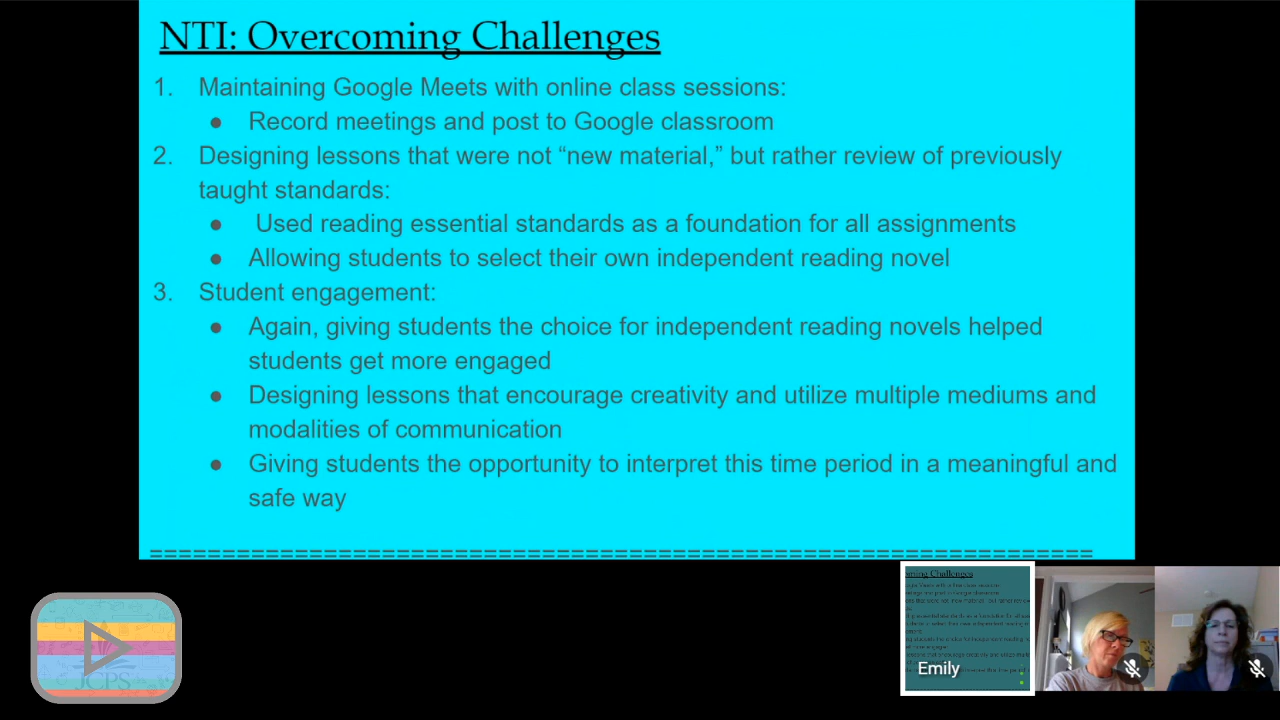 NTI: Overcoming Challenges
1. Maintaining Google Meets with online class sessions:
● Record meetings and post to Google classroom
2. Designing lessons that were not “new material,” but rather review of previously
taught standards:
● Used reading essential standards as a foundation for all assignments
● Allowing students to select their own independent reading novel
3. Student engagement:
● Again, giving students the choice for independent reading novels helped
students get more engaged
● Designing lessons that encourage creativity and utilize multiple mediums and
modalities of communication
● Giving students the opportunity to interpret this time period in a meaningful and
safe way
=================================================================
oming Challenges
Emily
JCPS